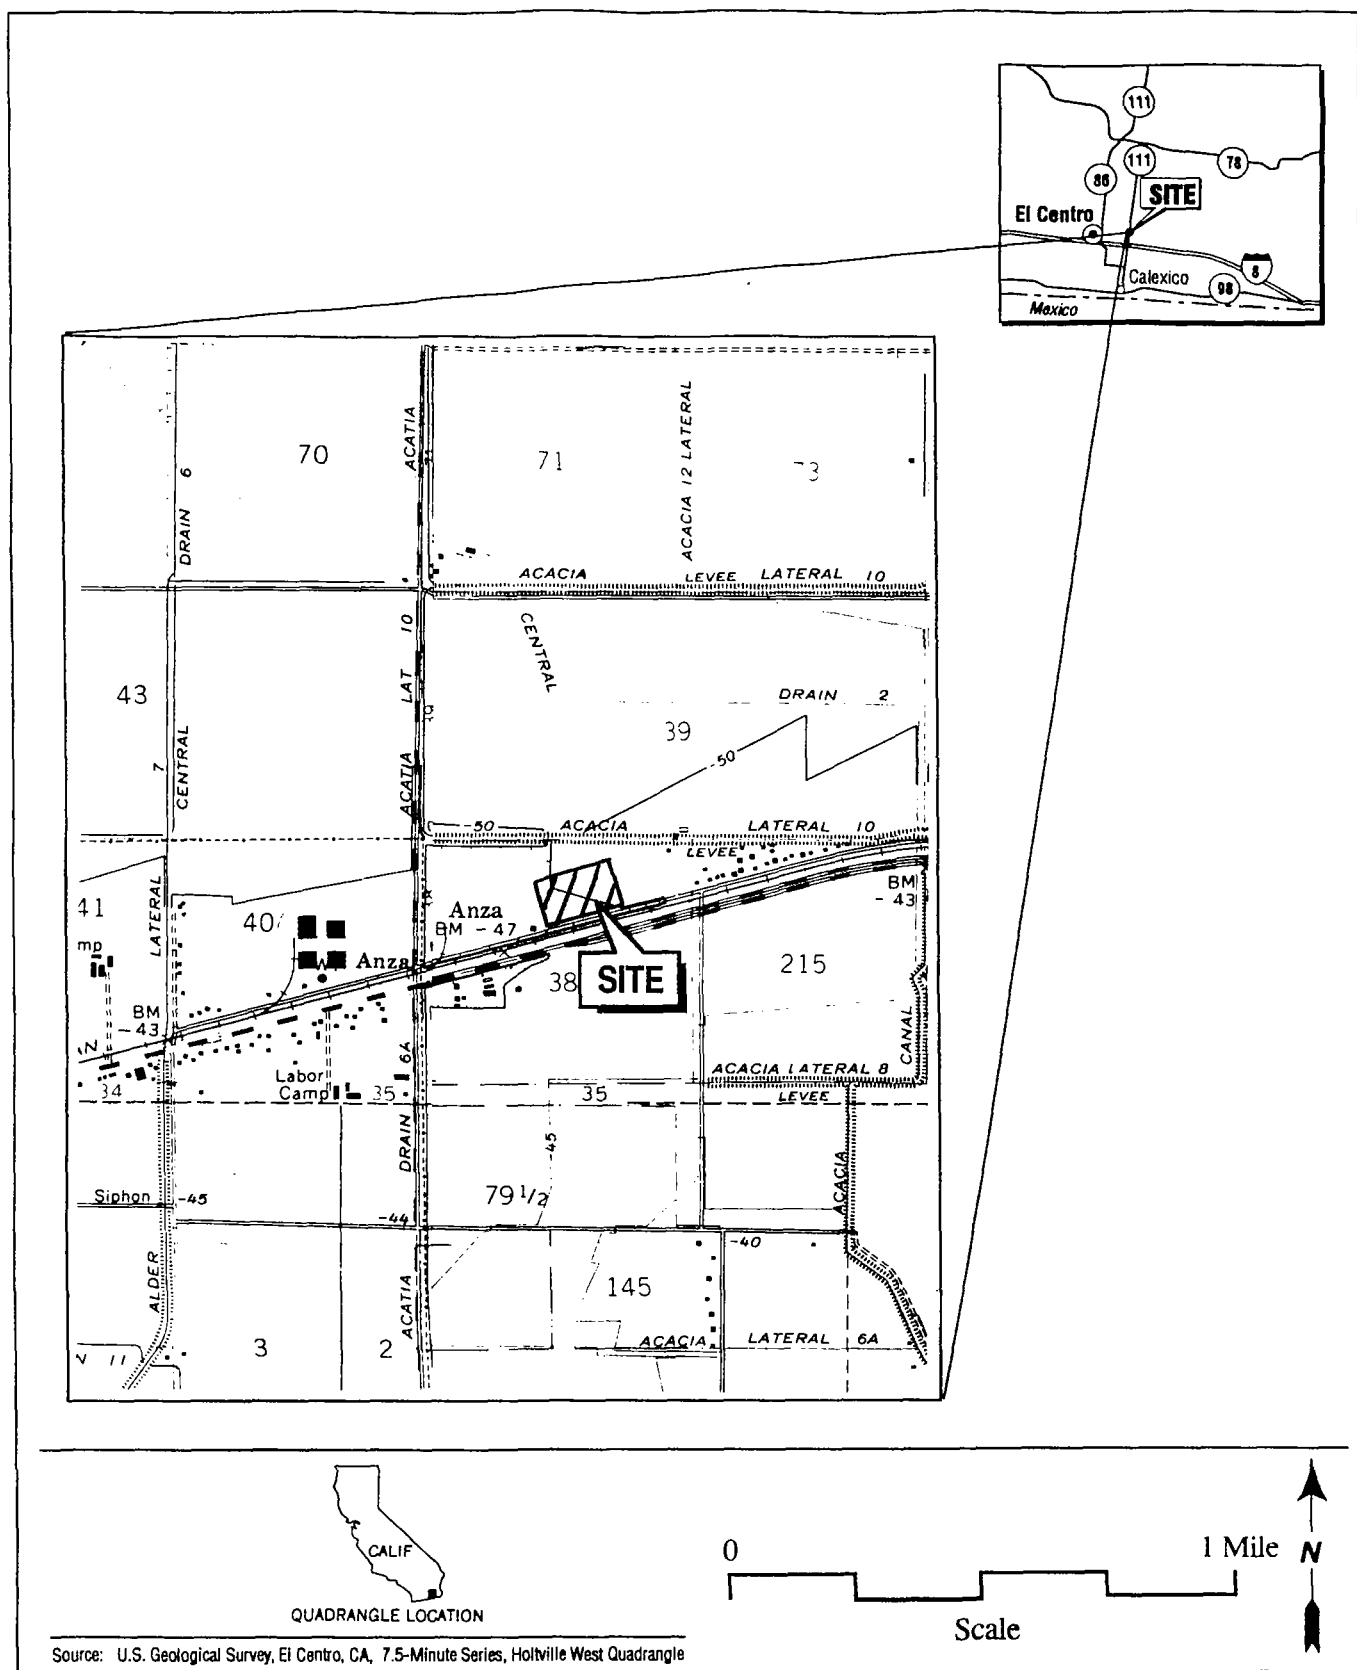 111
111
78
86
SITE
El Centro
8
Calexico
98
Mexico
70
ACATIA
71
ACACIA 12 LATERAL
DRAIN 6
ACACIA LEVEE LATERAL 10
CENTRAL
ACATIA LAT 10
43
DRAIN 2
39
-50
7
CENTRAL
-50
ACACIA LATERAL 10
LEVEE
BM
-43
41
LATERAL
40
Anza
BM -47
Anza
38
SITE
215
mp
BM
-43
CANAL
ACACIA LATERAL 8
LEVEE
34
Labor
Camp
35
35
DRAIN 6A
45
ACACIA
Siphon
-45
79 1/2
-44
-40
ALDER
ACATIA
145
3
2
ACACIA LATERAL 6A
11
CALIF
QUADRANGLE LOCATION
0
1 Mile
N
Scale
Source: U.S. Geological Survey, El Centro, CA, 7.5-Minute Series, Holtville West Quadrangle